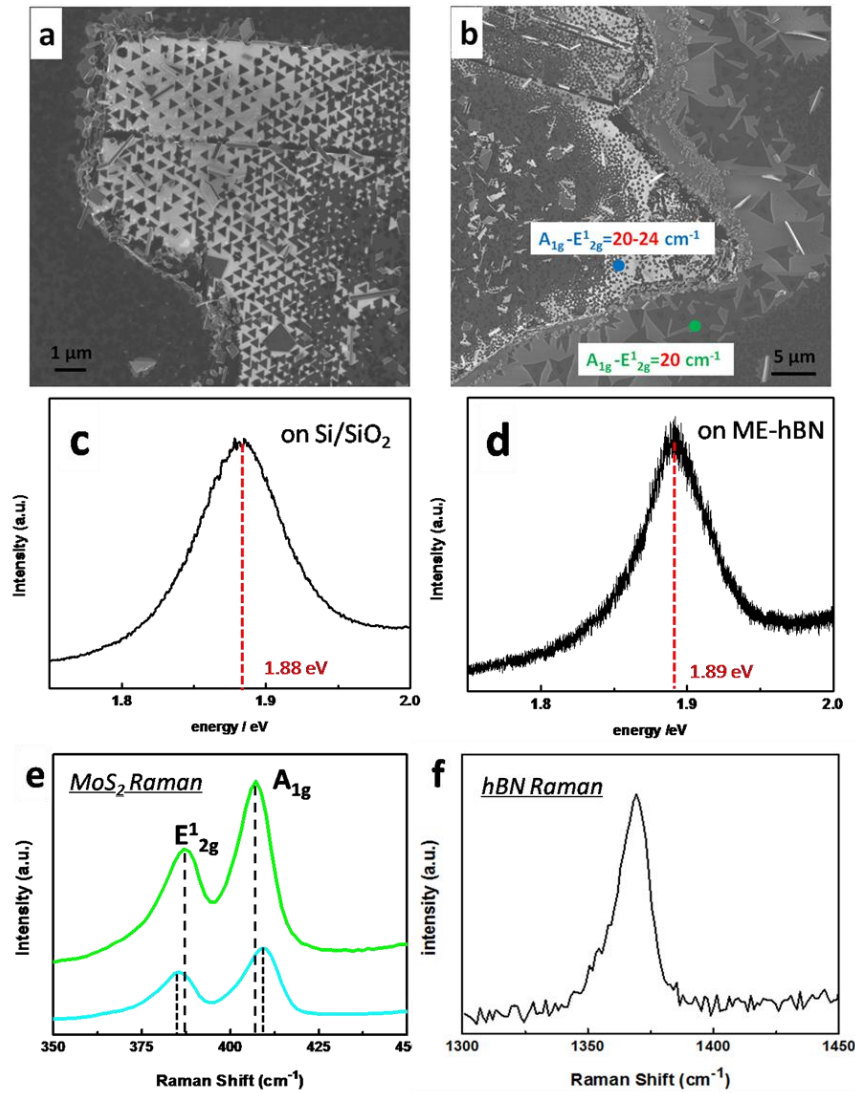 a
1 μm
b
A1g-E¹2g=20-24 cm⁻¹
A1g-E¹2g=20 cm⁻¹
5 μm
c
on Si/SiO₂
Intensity (a.u.)
1.88 eV
1.8 1.9 2.0
energy / eV
d
on ME-hBN
Intensity (a.u.)
1.89 eV
1.8 1.9 2.0
energy /eV
e
MoS₂ Raman
A1g
E¹2g
Intensity (a.u.)
350 375 400 425 45
Raman Shift (cm⁻¹)
f
hBN Raman
intensity (a.u.)
1300 1350 1400 1450
Raman Shift (cm⁻¹)